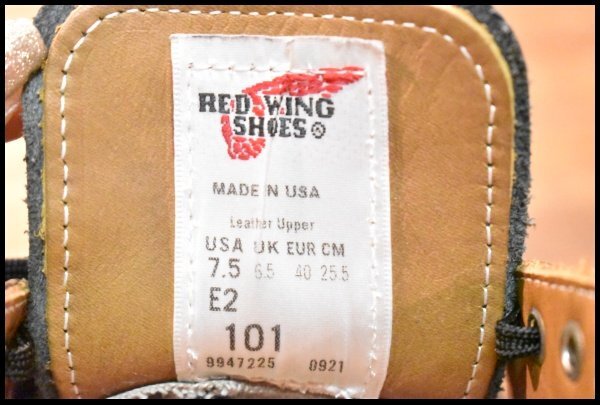 RED WING
SHOES ®
MADE IN USA
Leather Upper
USA UK EUR CM
7.5 6.5 40 25.5
E2
101
9947225 0921